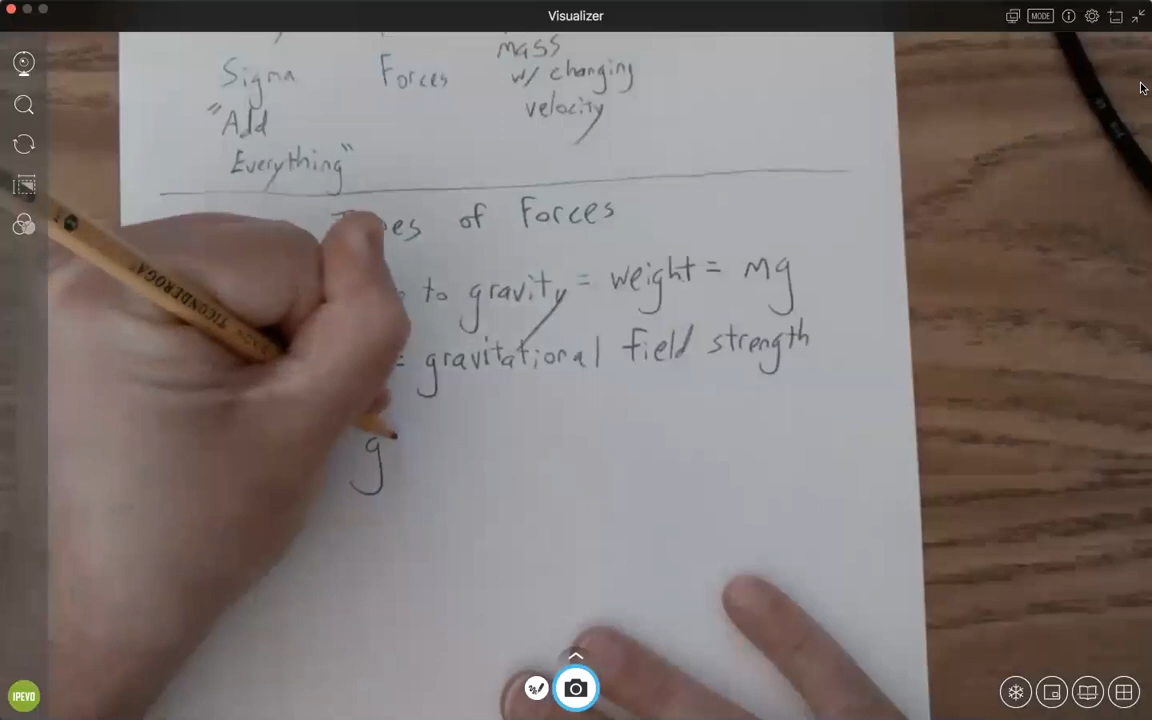 Visualizer
MODE
mass
Sigma Forces w/ changing
"Add velocity
Everything"
of Forces
to gravity = weight = mg
= gravitational field strength
g
TICONDEROGA
IPEVO